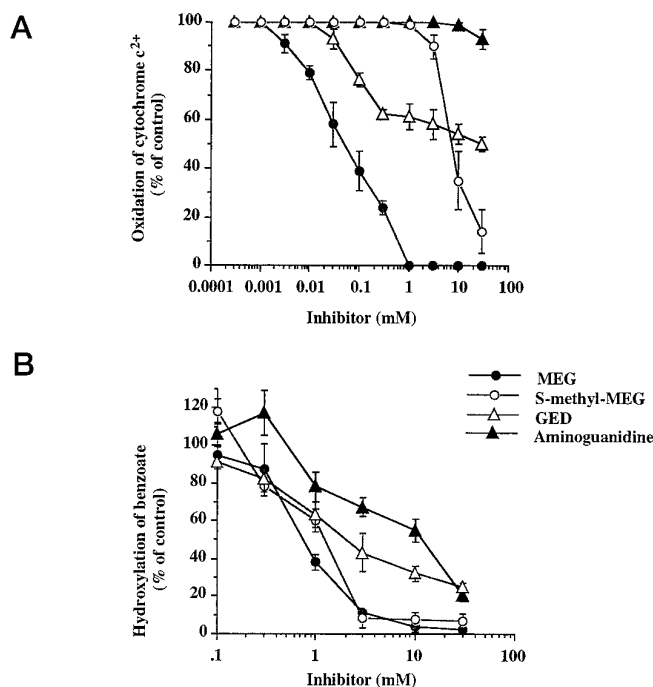 A
Oxidation of cytochrome c2+
(% of control)
100
80
60
40
20
0
0.0001 0.001 0.01 0.1 1 10 100
Inhibitor (mM)
B
MEG
S-methyl-MEG
GED
Aminoguanidine
Hydroxylation of benzoate
(% of control)
120
100
80
60
40
20
0
.1 1 10 100
Inhibitor (mM)